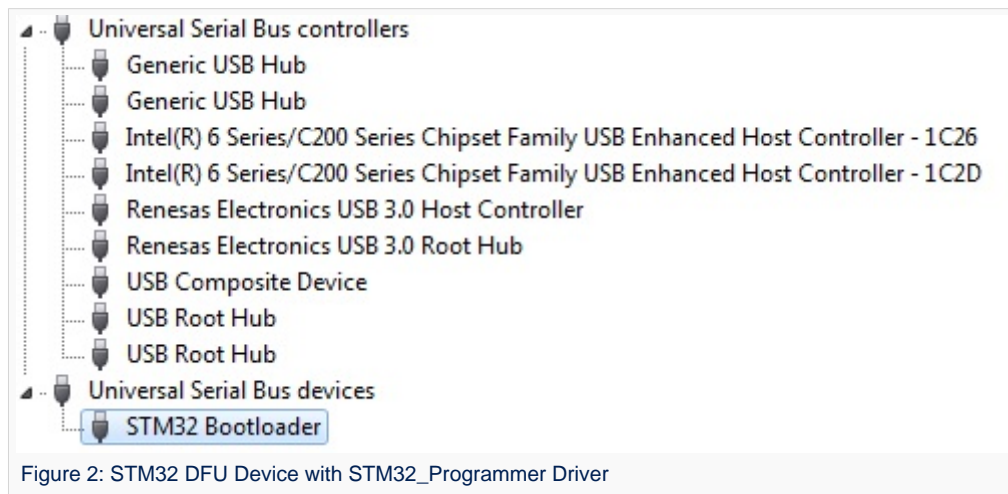 Universal Serial Bus controllers
Generic USB Hub
Generic USB Hub
Intel(R) 6 Series/C200 Series Chipset Family USB Enhanced Host Controller - 1C26
Intel(R) 6 Series/C200 Series Chipset Family USB Enhanced Host Controller - 1C2D
Renesas Electronics USB 3.0 Host Controller
Renesas Electronics USB 3.0 Root Hub
USB Composite Device
USB Root Hub
USB Root Hub
Universal Serial Bus devices
STM32 Bootloader
Figure 2: STM32 DFU Device with STM32_Programmer Driver